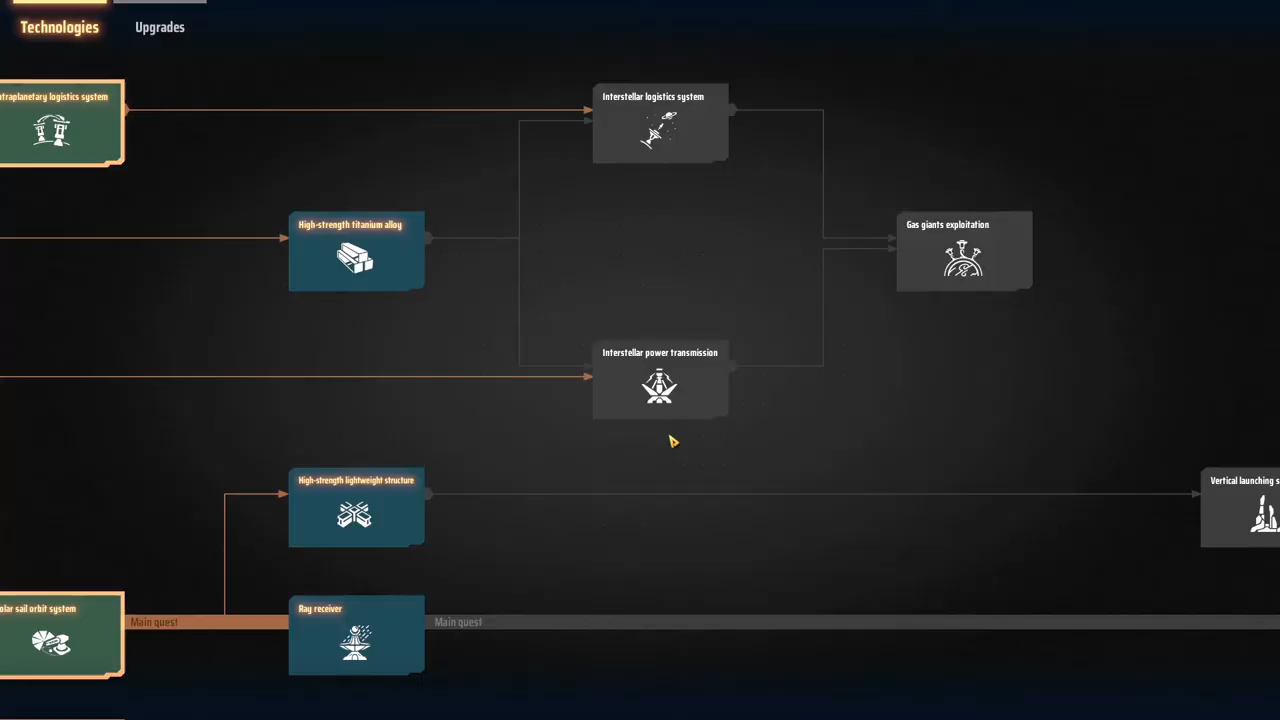 Technologies
Upgrades
ntraplanetary logistics system
Interstellar logistics system
High-strength titanium alloy
Gas giants exploitation
Interstellar power transmission
High-strength lightweight structure
Vertical launching s
olar sail orbit system
Ray receiver
Main quest
Main quest